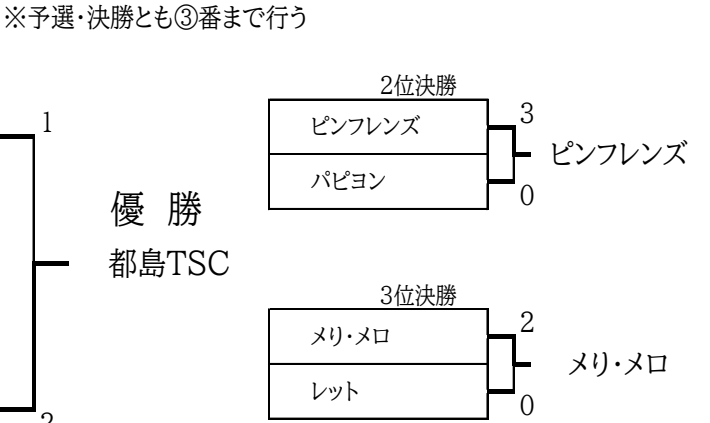 ※予選・決勝とも③番まで行う
1
優 勝
都島TSC
2
2位決勝
ピンフレンズ
パピヨン
3
0
ピンフレンズ
3位決勝
メリ・メロ
レット
2
0
メリ・メロ